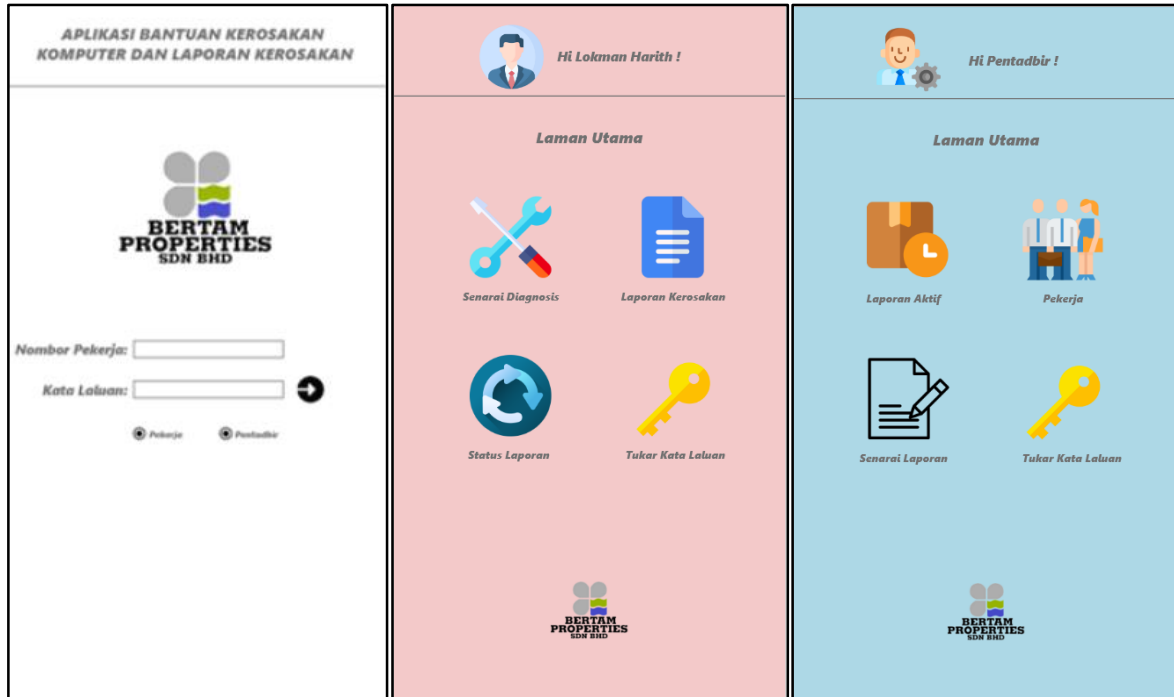 APLIKASI BANTUAN KEROSAKAN
KOMPUTER DAN LAPORAN KEROSAKAN
BERTAM
PROPERTIES
SDN BHD
Nombor Pekerja:
Kata Laluan:
Pekerja Pentadbir
Hi Lokman Harith !
Laman Utama
Senarai Diagnosis Laporan Kerosakan
Status Laporan Tukar Kata Laluan
BERTAM
PROPERTIES
SDN BHD
Hi Pentadbir !
Laman Utama
Laporan Aktif Pekerja
Senarai Laporan Tukar Kata Laluan
BERTAM
PROPERTIES
SDN BHD